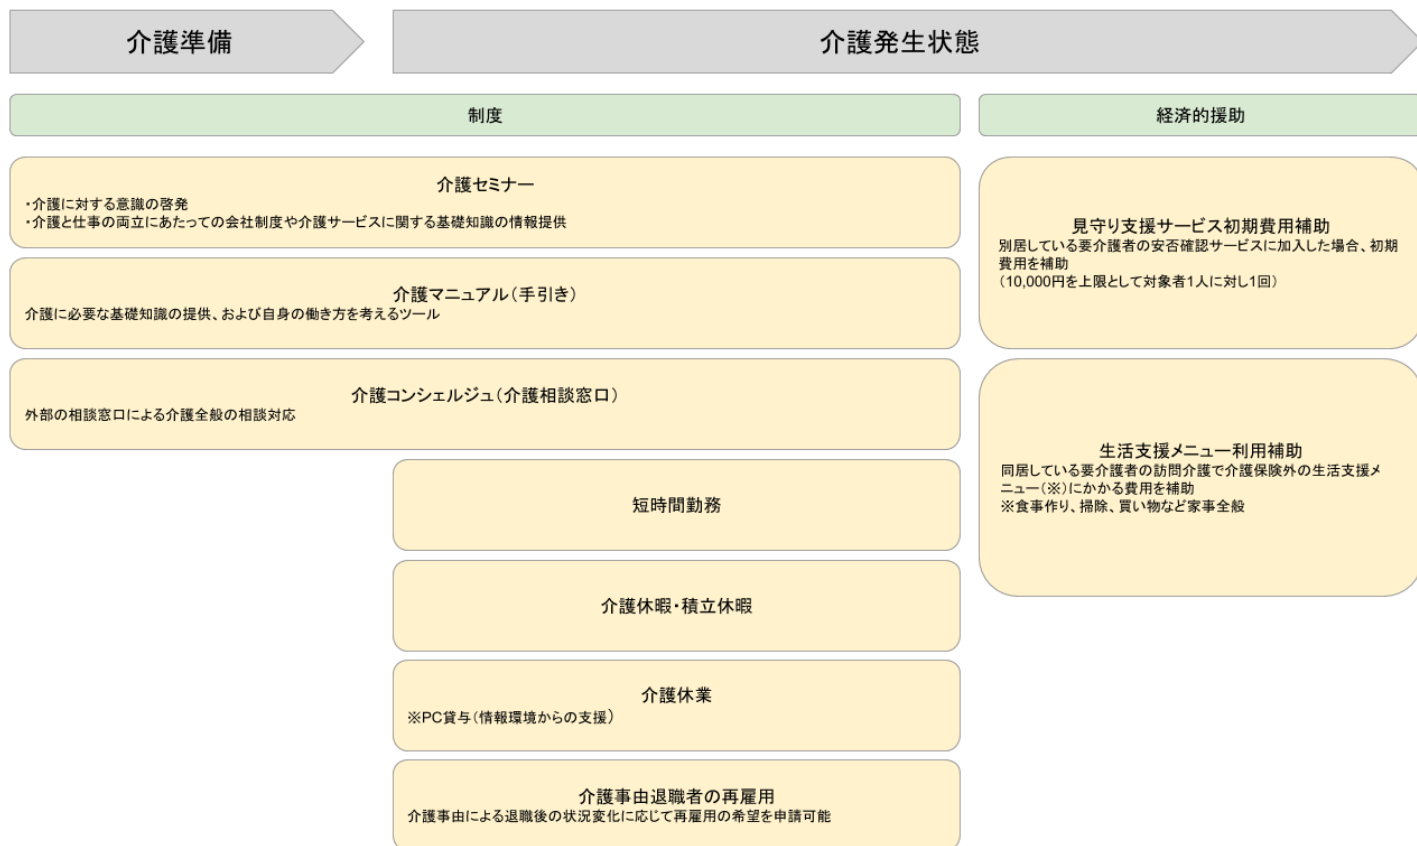 介護準備
介護発生状態
制度
経済的援助
介護セミナー
・介護に対する意識の啓発
・介護と仕事の両立にあたっての会社制度や介護サービスに関する基礎知識の情報提供
介護マニュアル（手引き）
介護に必要な基礎知識の提供、および自身の働き方を考えるツール
介護コンシェルジュ（介護相談窓口）
外部の相談窓口による介護全般の相談対応
短時間勤務
介護休暇・積立休暇
介護休業
※PC貸与（情報環境からの支援）
介護事由退職者の再雇用
介護事由による退職後の状況変化に応じて再雇用の希望を申請可能
見守り支援サービス初期費用補助
別居している要介護者の安否確認サービスに加入した場合、初期
費用を補助
（10,000円を上限として対象者1人に対し1回）
生活支援メニュー利用補助
同居している要介護者の訪問介護で介護保険外の生活支援メ
ニュー（※）にかかる費用を補助
※食事作り、掃除、買い物など家事全般